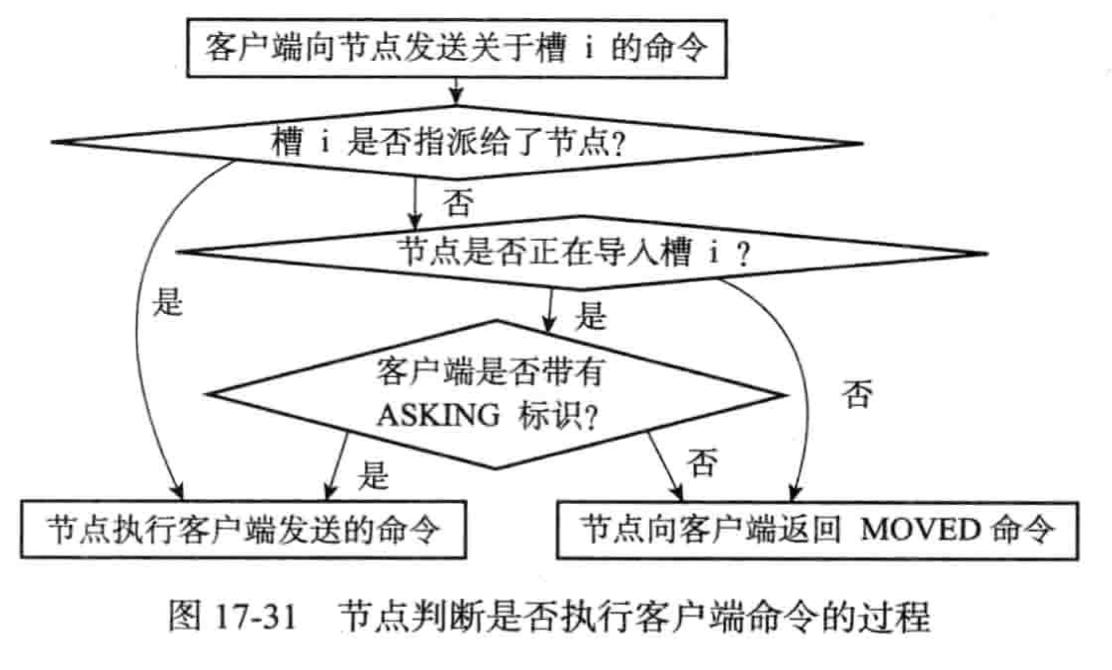 客户端向节点发送关于槽 i 的命令
槽 i 是否指派给了节点?
否
节点是否正在导入槽 i ?
是
是
客户端是否带有
ASKING 标识?
否
是
否
节点执行客户端发送的命令
节点向客户端返回 MOVED 命令
图 17-31 节点判断是否执行客户端命令的过程